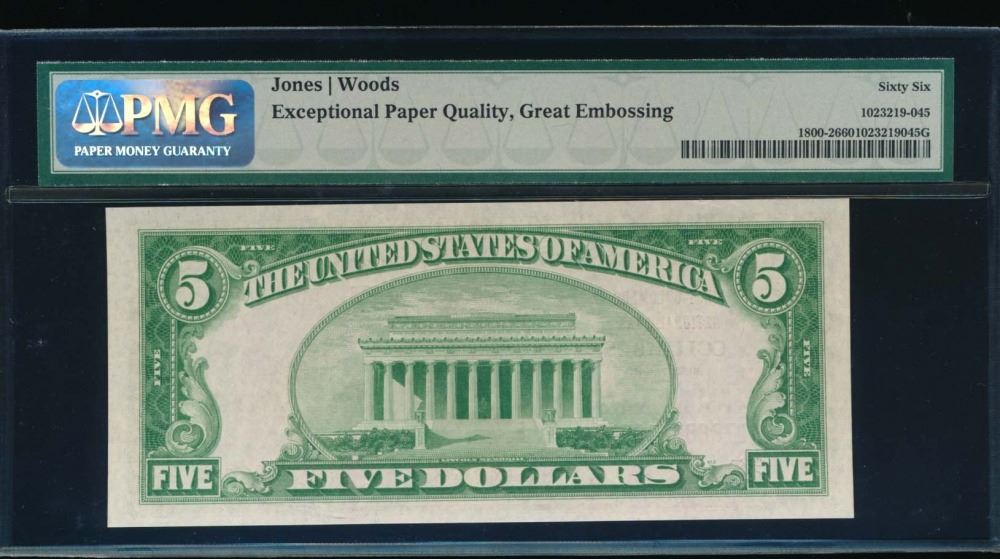 Jones | Woods
Exceptional Paper Quality, Great Embossing
Sixty Six
1023219-045
1800-26601023219045G
PMG
PAPER MONEY GUARANTY
FIVE
FIVE
THE UNITED STATES OF AMERICA
5
5
FIVE
FIVE
FIVE
FIVE DOLLARS
FIVE